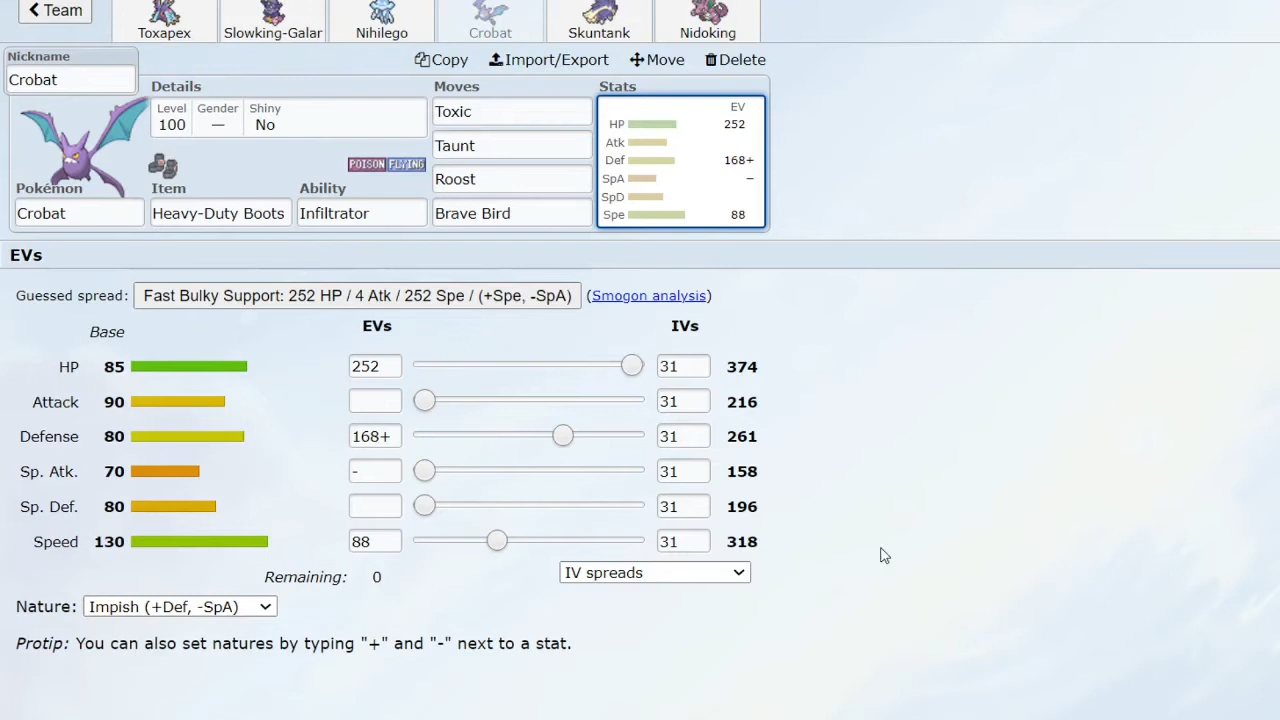 Team
Toxapex
Slowking-Galar
Nihilego
Crobat
Skuntank
Nidoking
Nickname
Crobat
Copy
Import/Export
Move
Delete
Details
Level
100
Gender
—
Shiny
No
Moves
Toxic
Taunt
Roost
Brave Bird
Stats
EV
HP 252
Atk
Def 168+
SpA −
SpD
Spe 88
POISON FLYING
Pokémon
Crobat
Item
Heavy-Duty Boots
Ability
Infiltrator
EVs
Guessed spread: Fast Bulky Support: 252 HP / 4 Atk / 252 Spe / (+Spe, -SpA) (Smogon analysis)
Base EVs IVs
HP 85 252 31 374
Attack 90 31 216
Defense 80 168+ 31 261
Sp. Atk. 70 - 31 158
Sp. Def. 80 31 196
Speed 130 88 31 318
Remaining: 0 IV spreads
Nature: Impish (+Def, -SpA)
Protip: You can also set natures by typing "+" and "-" next to a stat.